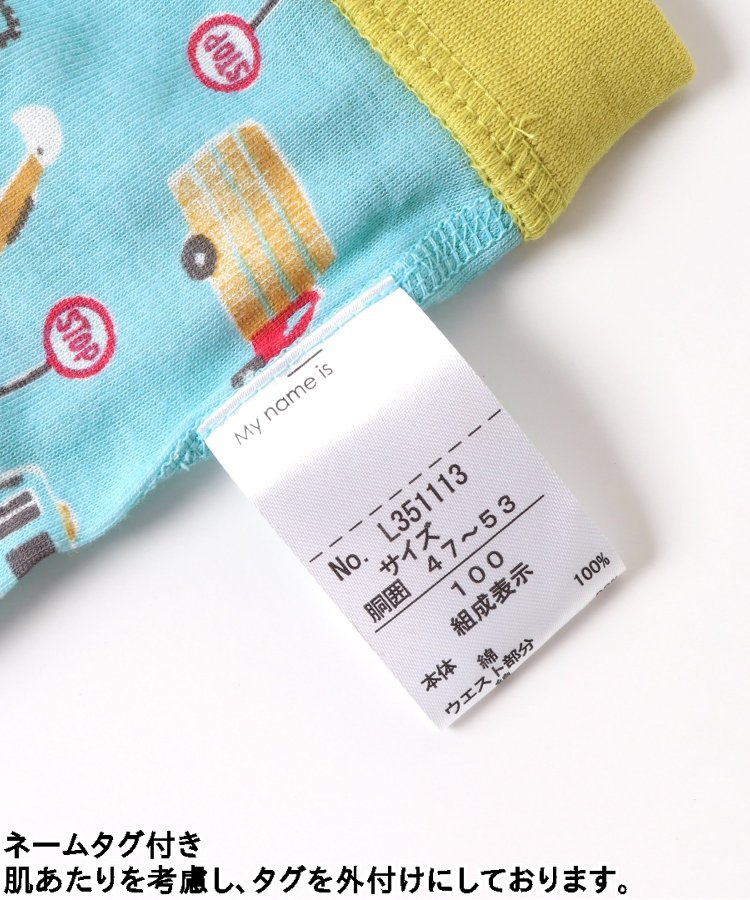 STOP
STOP
My name is
No. L351113
サイズ
胴囲 47～53
100
組成表示
本体 綿 100%
ウエスト部分
ネームタグ付き
肌あたりを考慮し、タグを外付けにしております。